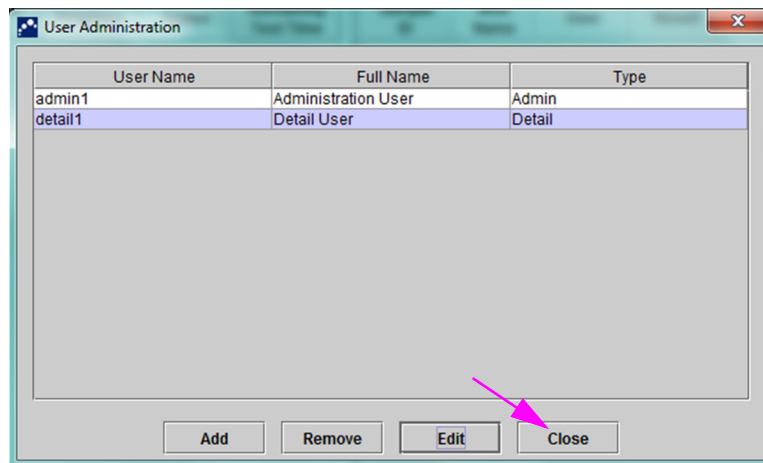 User Administration
User Name Full Name Type
admin1 Administration User Admin
detail1 Detail User Detail
Add Remove Edit Close